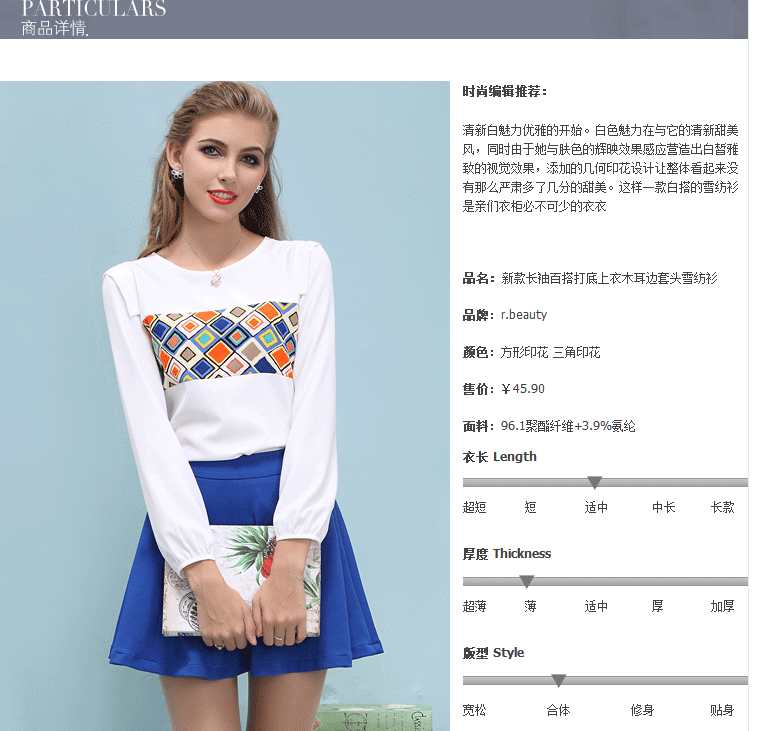 PARTICULARS
商品详情.
时尚编辑推荐：
清新白魅力优雅的开始。白色魅力在与它的清新甜美
风，同时由于她与肤色的辉映效果感应营造出白皙雅
致的视觉效果，添加的几何印花设计让整体看起来没
有那么严肃多了几分的甜美。这样一款白搭的雪纺衫
是亲们衣柜必不可少的衣衣
品名：新款长袖百搭打底上衣木耳边套头雪纺衫
品牌：r.beauty
颜色：方形印花 三角印花
售价：￥45.90
面料：96.1聚酯纤维+3.9%氨纶
衣长 Length
超短 短 适中 中长 长款
厚度 Thickness
超薄 薄 适中 厚 加厚
版型 Style
宽松 合体 修身 贴身